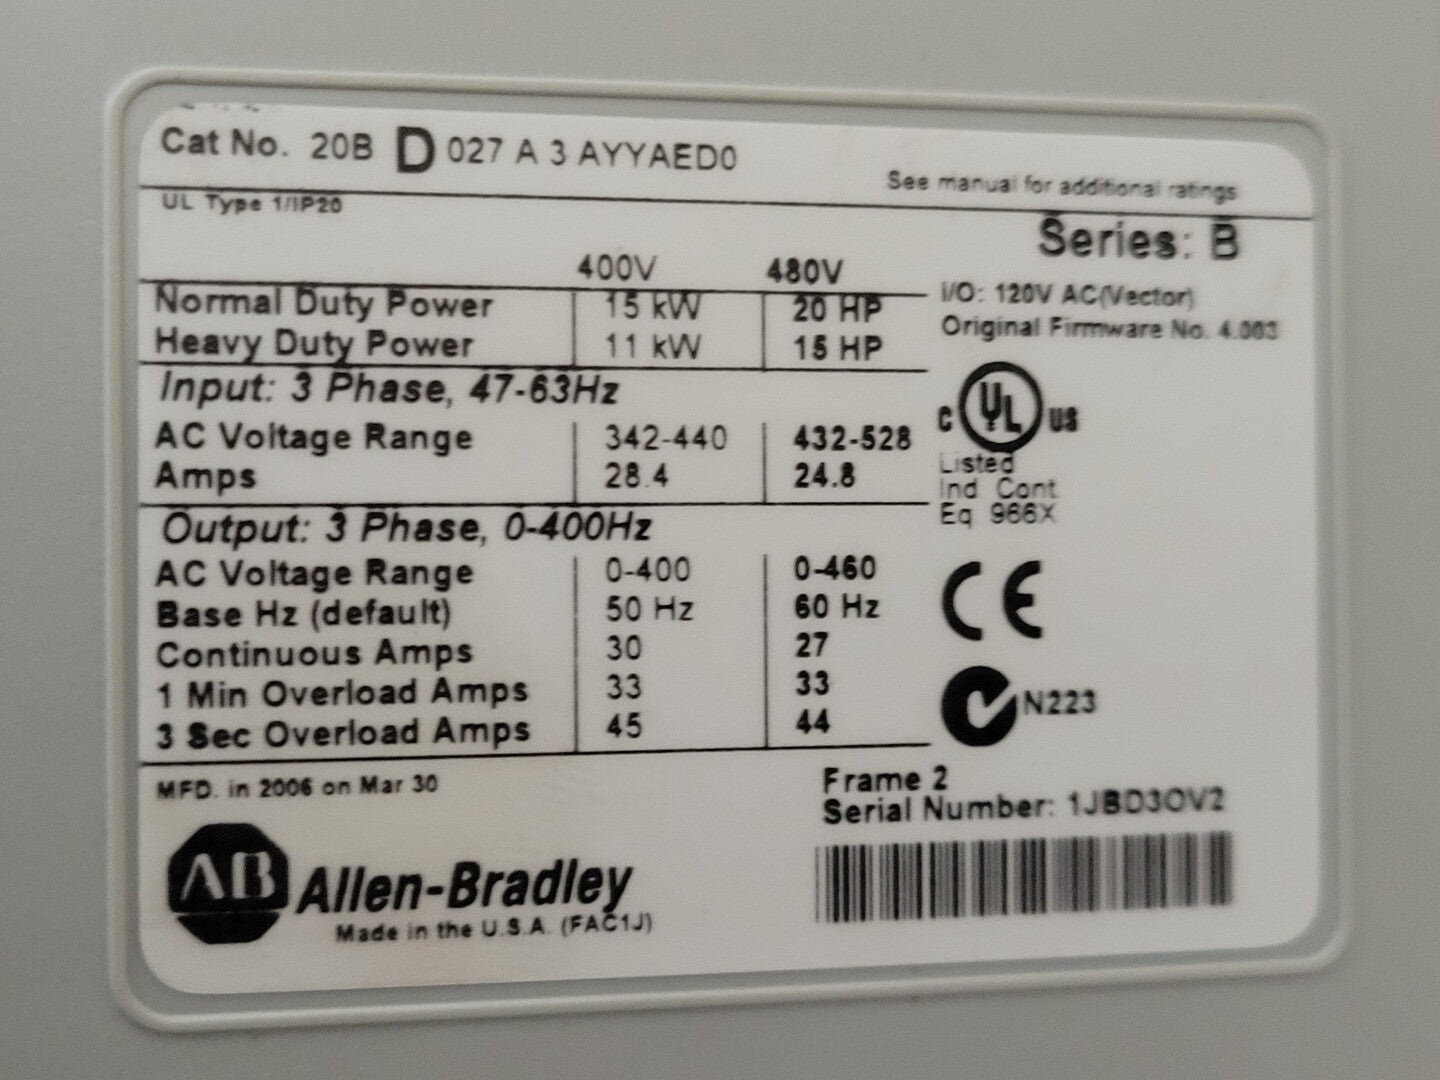 Cat No. 20B D 027 A 3 AYYAED0
See manual for additional ratings
UL Type 1/IP20
Series: B
400V 480V
Normal Duty Power 15 kW 20 HP
Heavy Duty Power 11 kW 15 HP
I/O: 120V AC(Vector)
Original Firmware No. 4.003
Input: 3 Phase, 47-63Hz
AC Voltage Range 342-440 432-528
Amps 28.4 24.8
C UL US
Listed
Ind Cont
Eq 966X
Output: 3 Phase, 0-400Hz
AC Voltage Range 0-400 0-460
Base Hz (default) 50 Hz 60 Hz
Continuous Amps 30 27
1 Min Overload Amps 33 33
3 Sec Overload Amps 45 44
CE
N223
MFD. in 2006 on Mar 30
Frame 2
Serial Number: 1JBD3OV2
AB Allen-Bradley
Made in the U.S.A. (FAC1J)